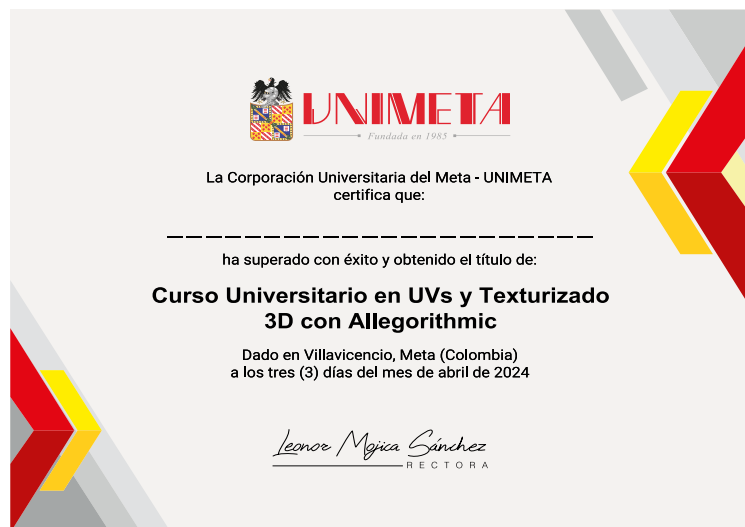 UNIMETA
Fundada en 1985
La Corporación Universitaria del Meta - UNIMETA
certifica que:
ha superado con éxito y obtenido el título de:
Curso Universitario en UVs y Texturizado
3D con Allegorithmic
Dado en Villavicencio, Meta (Colombia)
a los tres (3) días del mes de abril de 2024
Leonor Mojica Sánchez
RECTORA